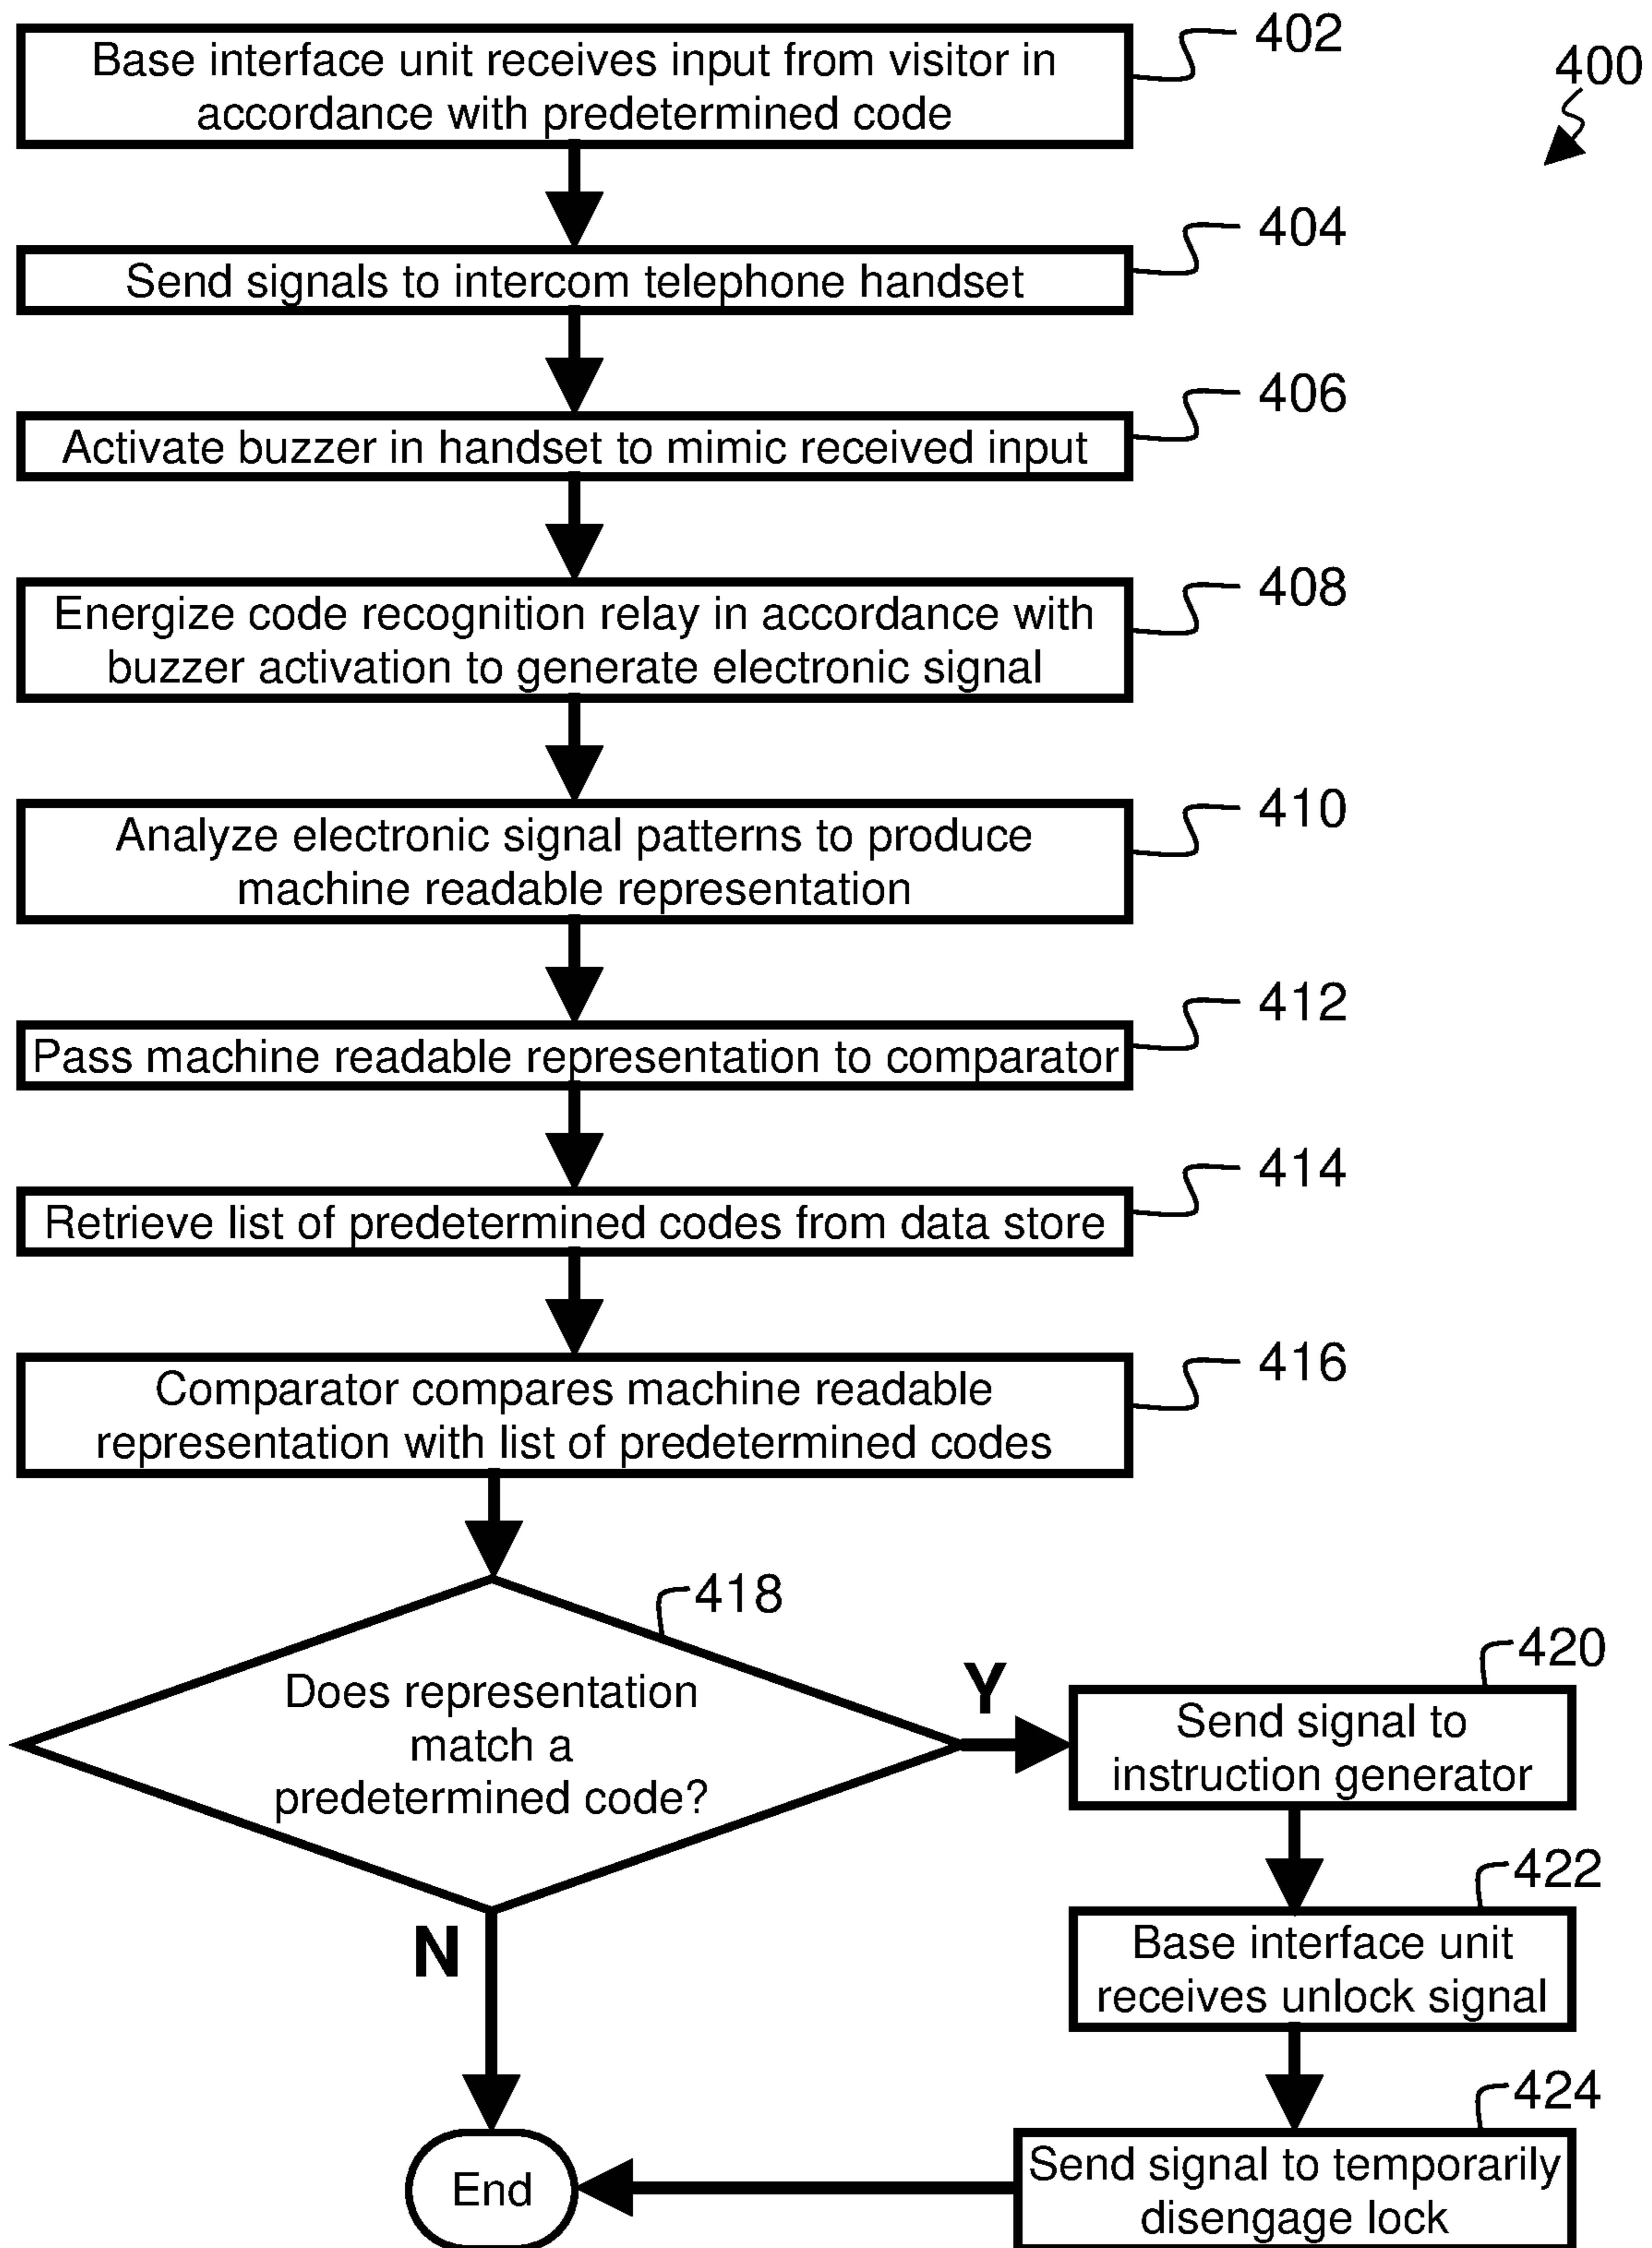 Base interface unit receives input from visitor in
accordance with predetermined code
402
400
Send signals to intercom telephone handset
404
Activate buzzer in handset to mimic received input
406
Energize code recognition relay in accordance with
buzzer activation to generate electronic signal
408
Analyze electronic signal patterns to produce
machine readable representation
410
Pass machine readable representation to comparator
412
Retrieve list of predetermined codes from data store
414
Comparator compares machine readable
representation with list of predetermined codes
416
418
Does representation
match a
predetermined code?
Y
N
420
Send signal to
instruction generator
422
Base interface unit
receives unlock signal
424
Send signal to temporarily
disengage lock
End